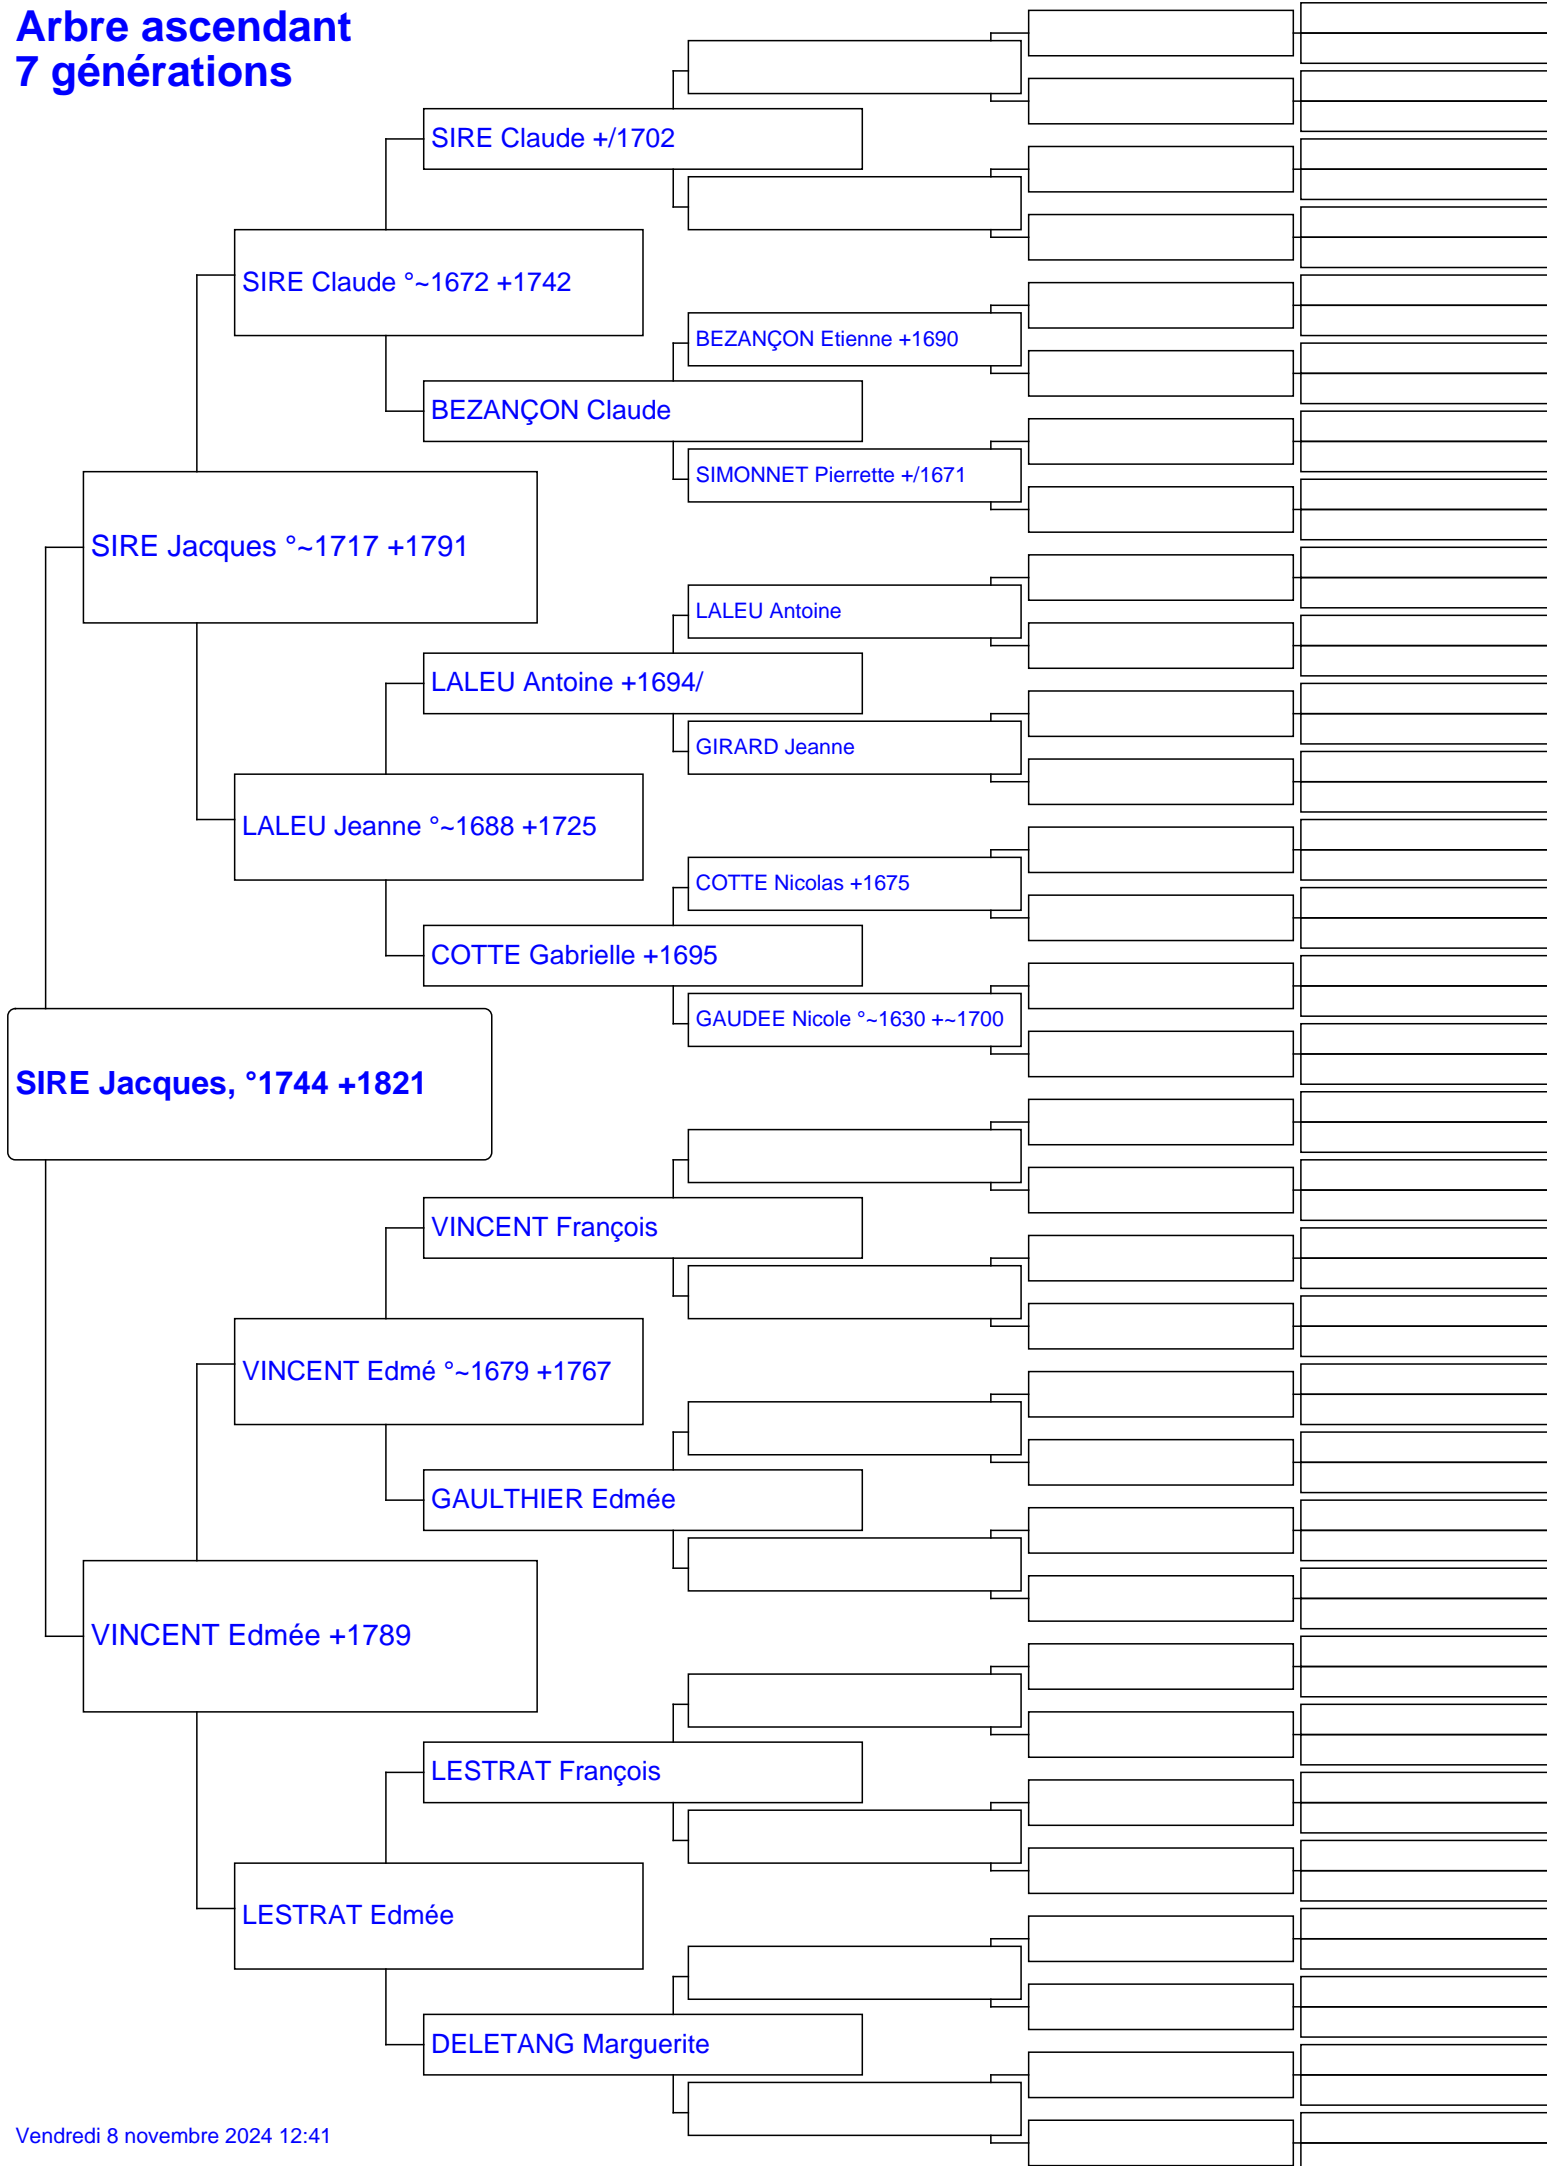 Arbre ascendant
7 générations
SIRE Claude +/1702
SIRE Claude °~1672 +1742
BEZANÇON Etienne +1690
BEZANÇON Claude
SIMONNET Pierrette +/1671
SIRE Jacques °~1717 +1791
LALEU Antoine
LALEU Antoine +1694/
GIRARD Jeanne
LALEU Jeanne °~1688 +1725
COTTE Nicolas +1675
COTTE Gabrielle +1695
GAUDEE Nicole °~1630 +~1700
SIRE Jacques, °1744 +1821
VINCENT François
VINCENT Edmé °~1679 +1767
GAULTHIER Edmée
VINCENT Edmée +1789
LESTRAT François
LESTRAT Edmée
DELETANG Marguerite
Vendredi 8 novembre 2024 12:41